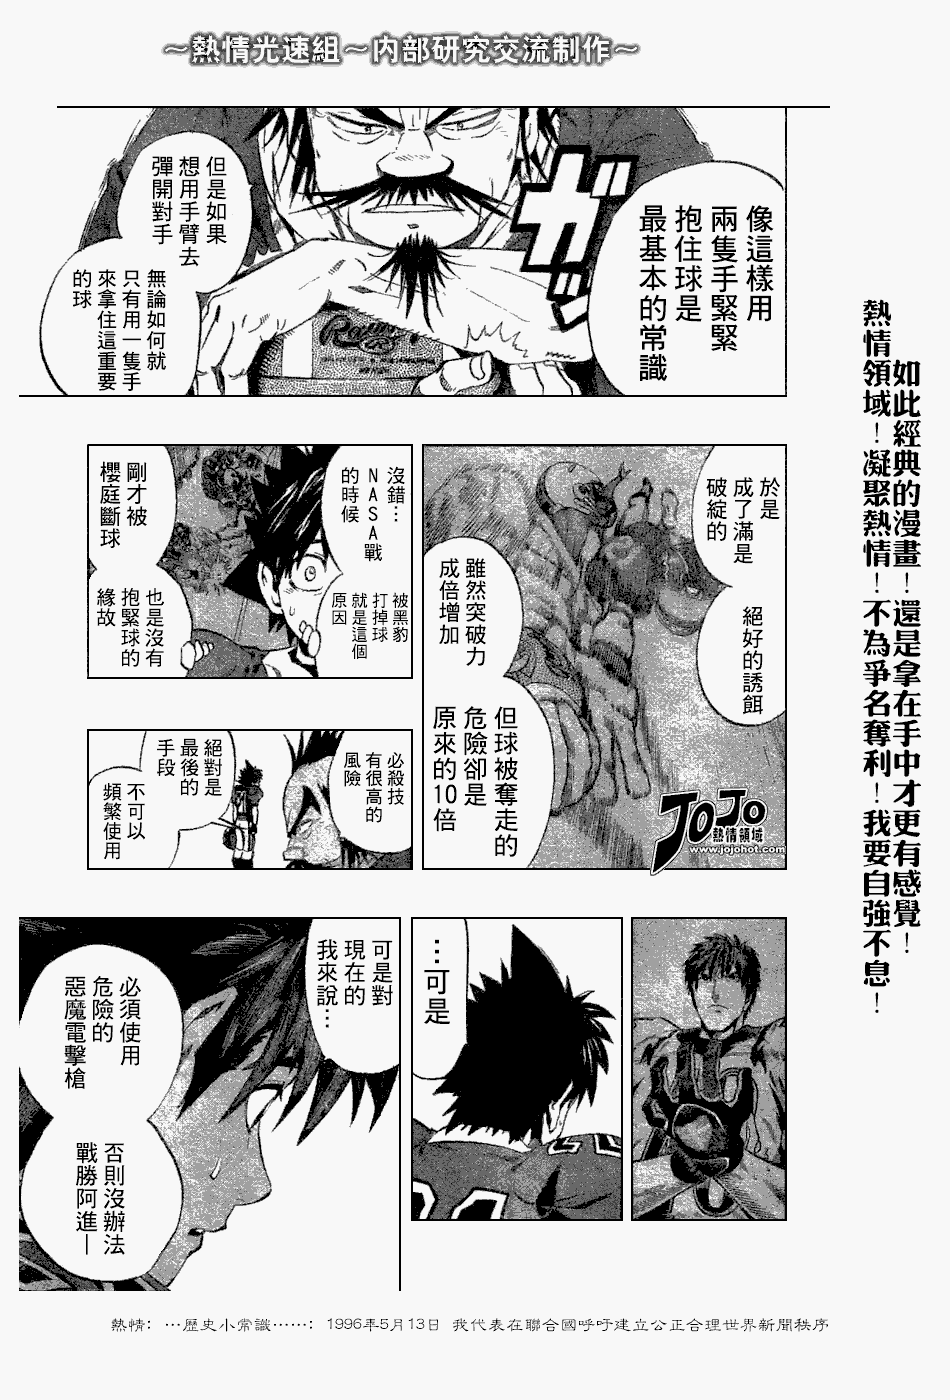 ～熱情光速組～內部研究交流制作～
像這樣用
兩隻手緊緊
抱住球是
最基本的常識
ガッ
但是如果
想用手臂去
彈開對手
無論如何就
只有用一隻手
來拿住這重要
的球
於是
成了滿是
破綻的
絕好的誘餌
雖然突破力
成倍增加
但球被奪走的
危險卻是
原來的10倍
沒錯…
NASA戰
的時候
被黑豹
打掉球
就是這個
原因
剛才被
櫻庭斷球
也是沒有
抱緊球的
緣故
必殺技
有很高的
風險
絕對是
最後的
手段
不可以
頻繁使用
JOJO
熱情領域
www.jojohot.com
…可是
可是對
現在的
我來說…
必須使用
危險的
惡魔電擊槍
否則沒辦法
戰勝阿進—
如此經典的漫畫！還是拿在手中才更有感覺！
熱情領域！凝聚熱情！不為爭名奪利！我要自強不息！
熱情：…歷史小常識……：1996年5月13日 我代表在聯合國呼吁建立公正合理世界新聞秩序